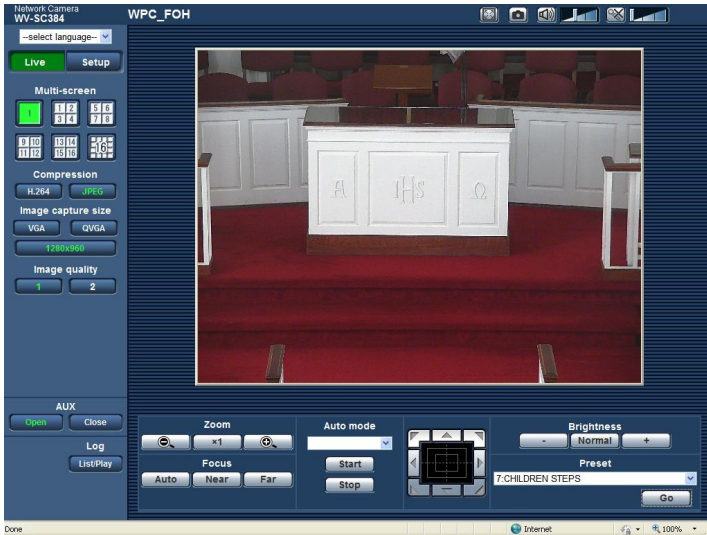 Network Camera
WV-SC384
WPC_FOH
--select language--
Live Setup
Multi-screen
1
1 2
3 4
5 6
7 8
9 10
11 12
13 14
15 16
16
Compression
H.264 JPEG
Image capture size
VGA QVGA
1280x960
Image quality
1 2
A IHS Ω
AUX
Open Close
Log
List/Play
Zoom
×1
Focus
Auto Near Far
Auto mode
Start
Stop
Brightness
- Normal +
Preset
7:CHILDREN STEPS
Go
Done
Internet
100%